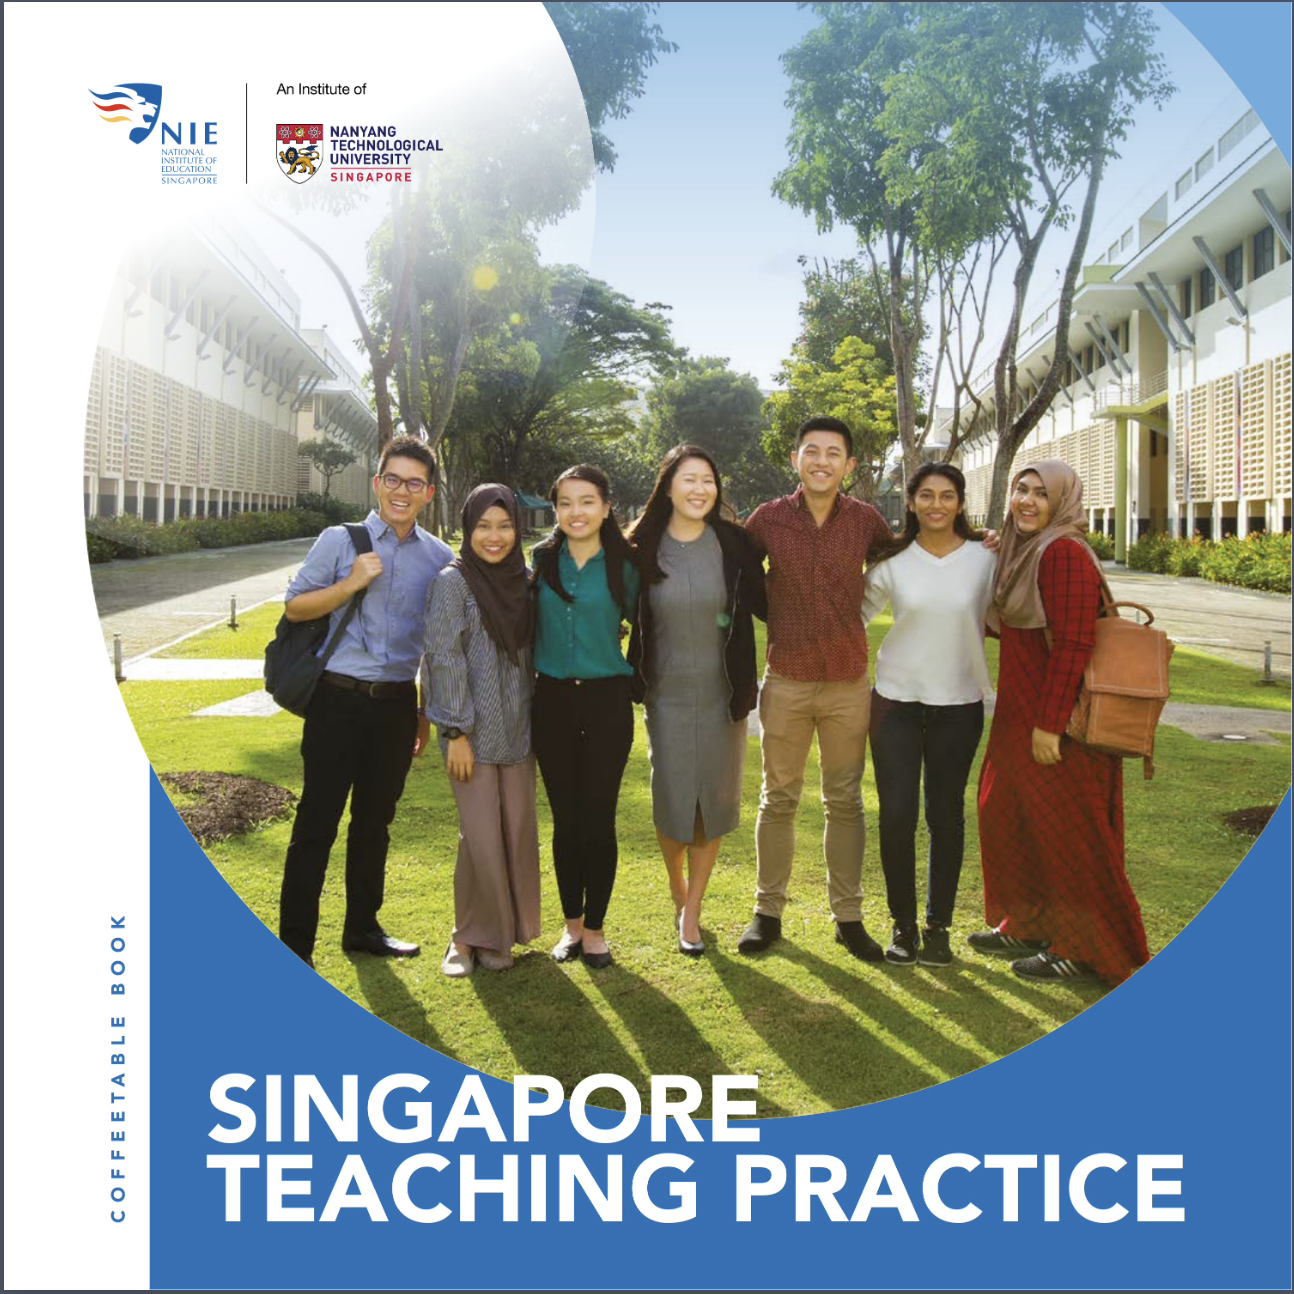 NIE
NATIONAL
INSTITUTE OF
EDUCATION
SINGAPORE
An Institute of
NANYANG
TECHNOLOGICAL
UNIVERSITY
SINGAPORE
COFFEETABLE BOOK
SINGAPORE
TEACHING PRACTICE